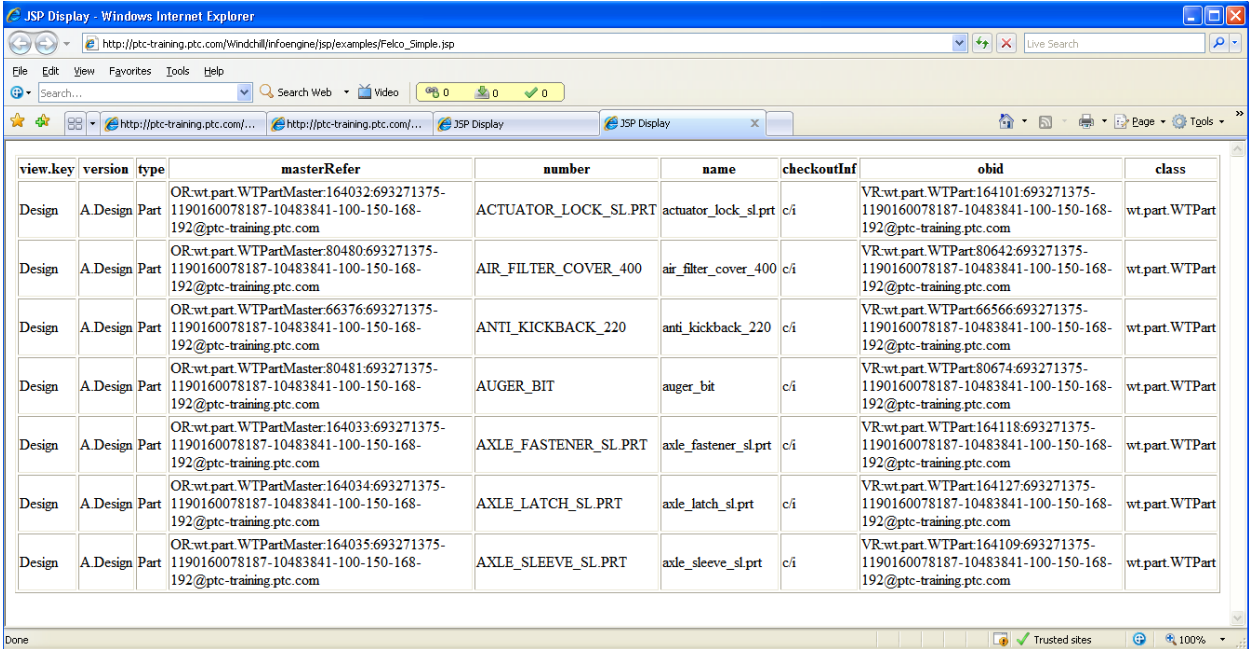 JSP Display - Windows Internet Explorer
http://ptc-training.ptc.com/Windchill/infoengine/jsp/examples/Felco_Simple.jsp
Live Search
File Edit View Favorites Tools Help
Search... Search Web Video 0 0 0
http://ptc-training.ptc.com/... http://ptc-training.ptc.com/... JSP Display JSP Display x Page Tools »
view.key version type masterRefer number name checkoutInf obid class
OR:wt.part.WTPartMaster:164032:693271375- VR:wt.part.WTPart:164101:693271375-
Design A.Design Part 1190160078187-10483841-100-150-168- ACTUATOR_LOCK_SL.PRT actuator_lock_sl.prt c/i 1190160078187-10483841-100-150-168- wt.part.WTPart
192@ptc-training.ptc.com 192@ptc-training.ptc.com
OR:wt.part.WTPartMaster:80480:693271375- VR:wt.part.WTPart:80642:693271375-
Design A.Design Part 1190160078187-10483841-100-150-168- AIR_FILTER_COVER_400 air_filter_cover_400 c/i 1190160078187-10483841-100-150-168- wt.part.WTPart
192@ptc-training.ptc.com 192@ptc-training.ptc.com
OR:wt.part.WTPartMaster:66376:693271375- VR:wt.part.WTPart:66566:693271375-
Design A.Design Part 1190160078187-10483841-100-150-168- ANTI_KICKBACK_220 anti_kickback_220 c/i 1190160078187-10483841-100-150-168- wt.part.WTPart
192@ptc-training.ptc.com 192@ptc-training.ptc.com
OR:wt.part.WTPartMaster:80481:693271375- VR:wt.part.WTPart:80674:693271375-
Design A.Design Part 1190160078187-10483841-100-150-168- AUGER_BIT auger_bit c/i 1190160078187-10483841-100-150-168- wt.part.WTPart
192@ptc-training.ptc.com 192@ptc-training.ptc.com
OR:wt.part.WTPartMaster:164033:693271375- VR:wt.part.WTPart:164118:693271375-
Design A.Design Part 1190160078187-10483841-100-150-168- AXLE_FASTENER_SL.PRT axle_fastener_sl.prt c/i 1190160078187-10483841-100-150-168- wt.part.WTPart
192@ptc-training.ptc.com 192@ptc-training.ptc.com
OR:wt.part.WTPartMaster:164034:693271375- VR:wt.part.WTPart:164127:693271375-
Design A.Design Part 1190160078187-10483841-100-150-168- AXLE_LATCH_SL.PRT axle_latch_sl.prt c/i 1190160078187-10483841-100-150-168- wt.part.WTPart
192@ptc-training.ptc.com 192@ptc-training.ptc.com
OR:wt.part.WTPartMaster:164035:693271375- VR:wt.part.WTPart:164109:693271375-
Design A.Design Part 1190160078187-10483841-100-150-168- AXLE_SLEEVE_SL.PRT axle_sleeve_sl.prt c/i 1190160078187-10483841-100-150-168- wt.part.WTPart
192@ptc-training.ptc.com 192@ptc-training.ptc.com
Done Trusted sites 100%